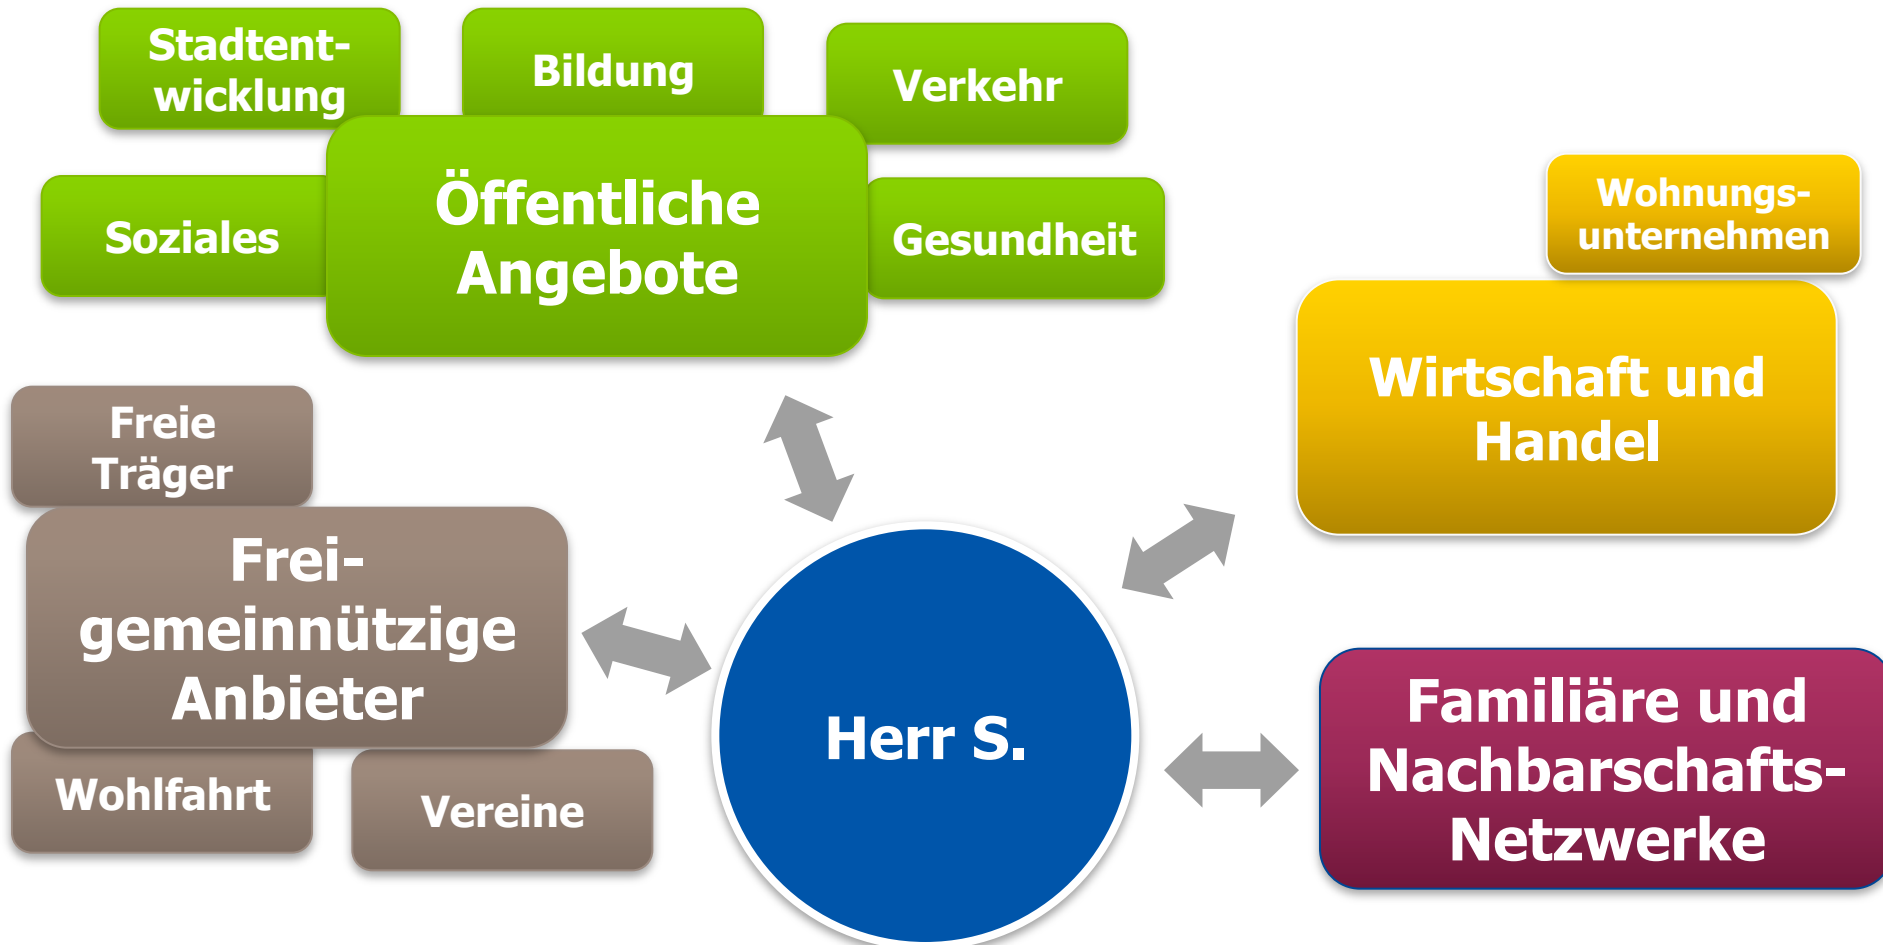 Stadtent-
wicklung
Bildung
Verkehr
Soziales
Öffentliche
Angebote
Gesundheit
Wohnungs-
unternehmen
Wirtschaft und
Handel
Freie
Träger
Frei-
gemeinnützige
Anbieter
Wohlfahrt
Vereine
Herr S.
Familiäre und
Nachbarschafts-
Netzwerke